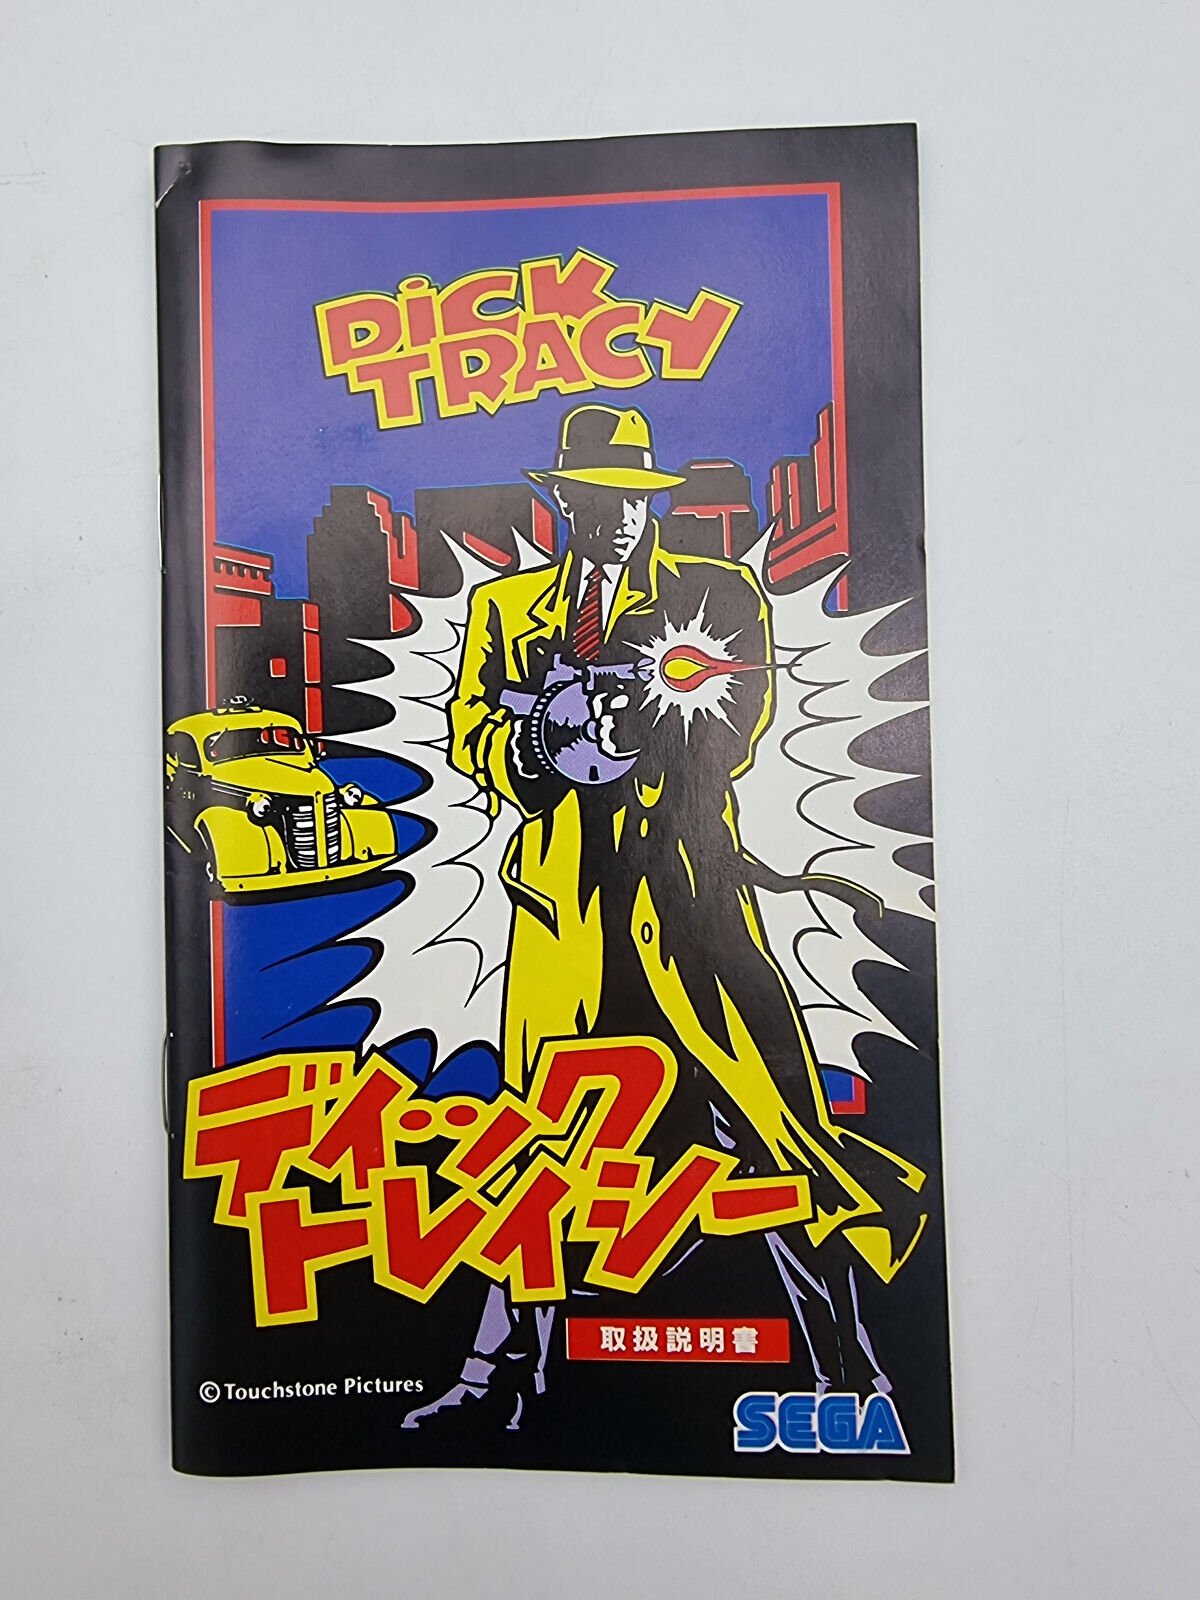 DiCK
TRACY
ディック
トレイシー
取扱説明書
© Touchstone Pictures
SEGA